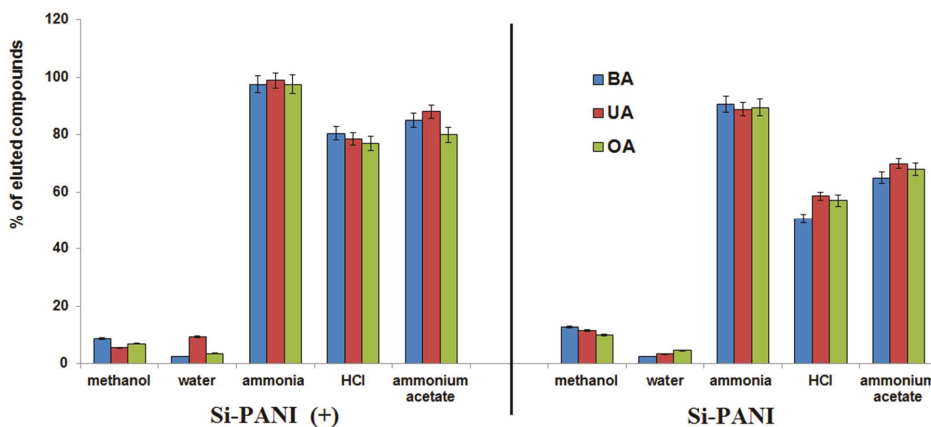 % of eluted compounds
120
100
80
60
40
20
0
BA
UA
OA
methanol water ammonia HCl ammonium acetate
methanol water ammonia HCl ammonium acetate
Si-PANI (+)
Si-PANI